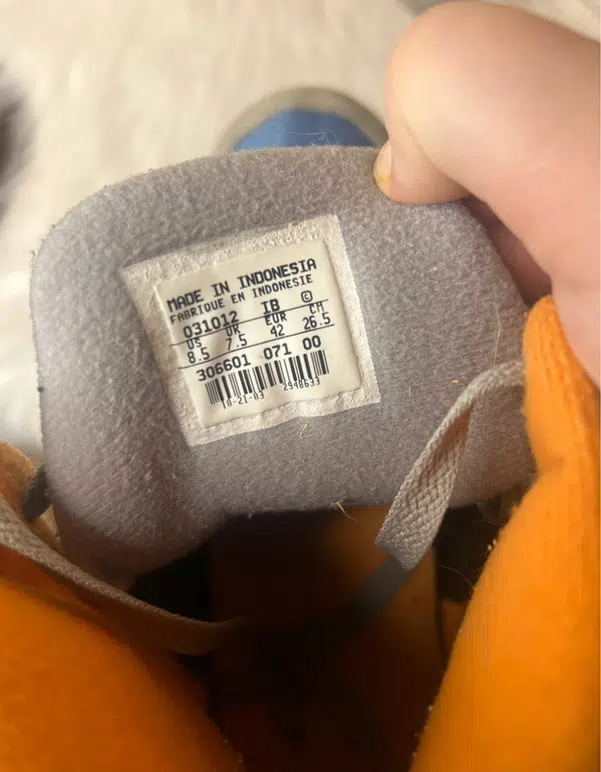 MADE IN INDONESIA
FABRIQUE EN INDONESIE
031012 IB ©
US UK EUR CM
8.5 7.5 42 26.5
306601 071 00
10-21-03 2948633